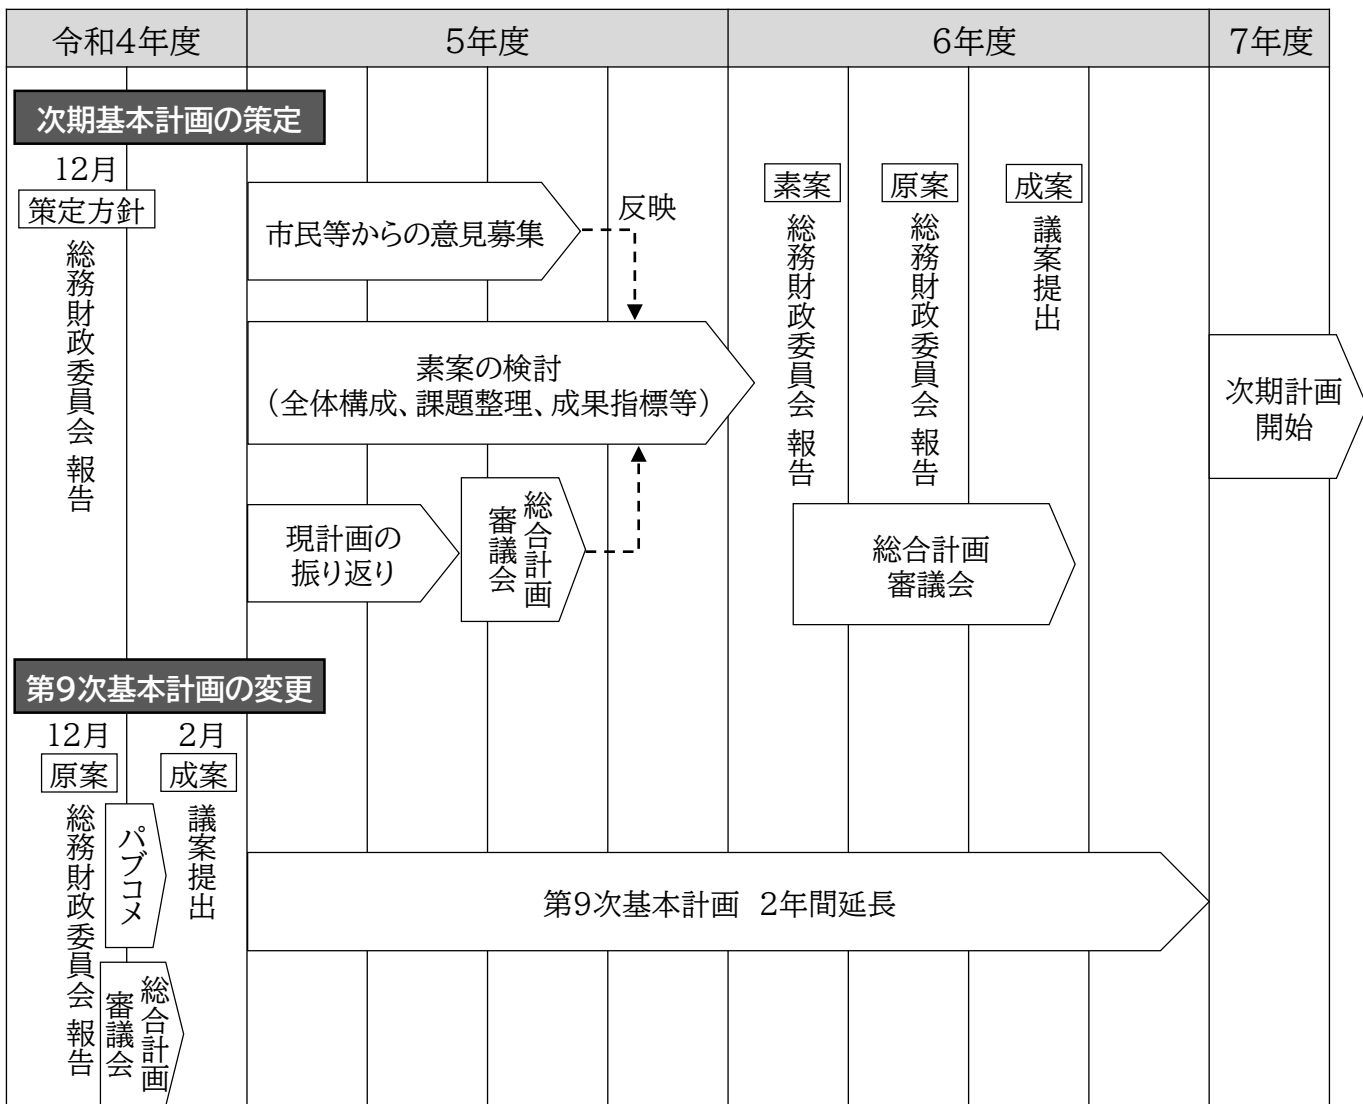 令和4年度
5年度
6年度
7年度
次期基本計画の策定
12月
策定方針
総務財政委員会 報告
市民等からの意見募集
反映
素案の検討
（全体構成、課題整理、成果指標等）
現計画の
振り返り
総合計画
審議会
素案
総務財政委員会 報告
原案
総務財政委員会 報告
成案
議案提出
総合計画
審議会
次期計画
開始
第9次基本計画の変更
12月
原案
総務財政委員会 報告
パブコメ
総合計画
審議会
2月
成案
議案提出
第9次基本計画 2年間延長